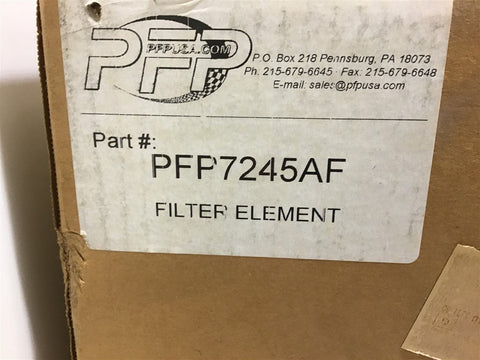 PFP
PFPUSA.COM
P.O. Box 218 Pennsburg, PA 18073
Ph: 215-679-6645 Fax: 215-679-6648
E-mail: sales@pfpusa.com
Part #:
PFP7245AF
FILTER ELEMENT